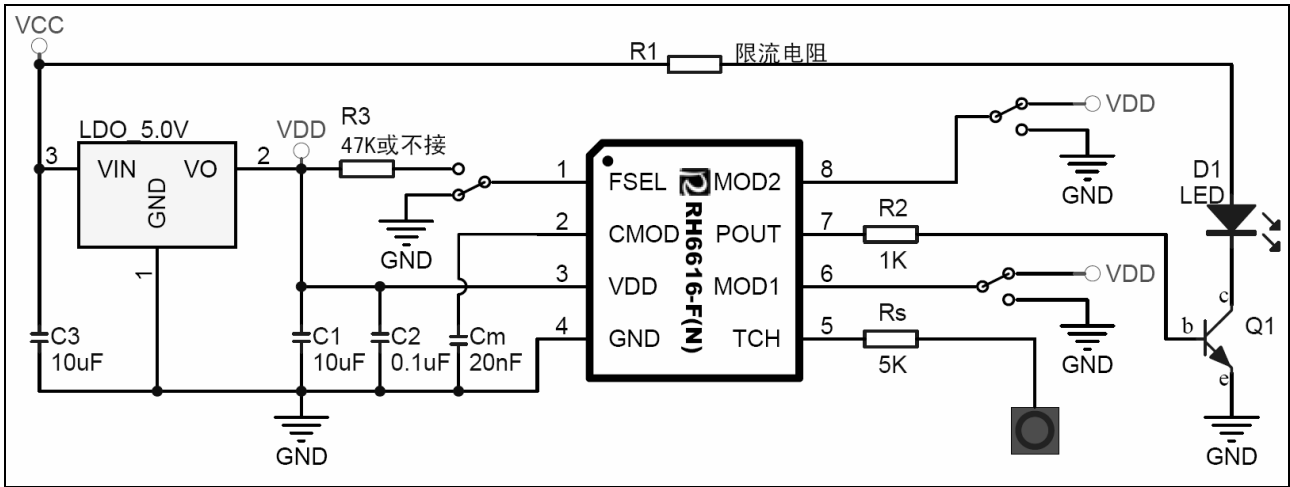 VCC
R1
限流电阻
LDO_5.0V
3
VIN
VO
GND
2
1
VDD
R3
47K或不接
GND
C3
10uF
C1
10uF
C2
0.1uF
Cm
20nF
GND
1
FSEL
2
CMOD
3
VDD
4
GND
RH6616-F(N)
MOD2
8
POUT
7
MOD1
6
TCH
5
VDD
GND
R2
1K
VDD
GND
Rs
5K
D1
LED
c
b
e
Q1
GND